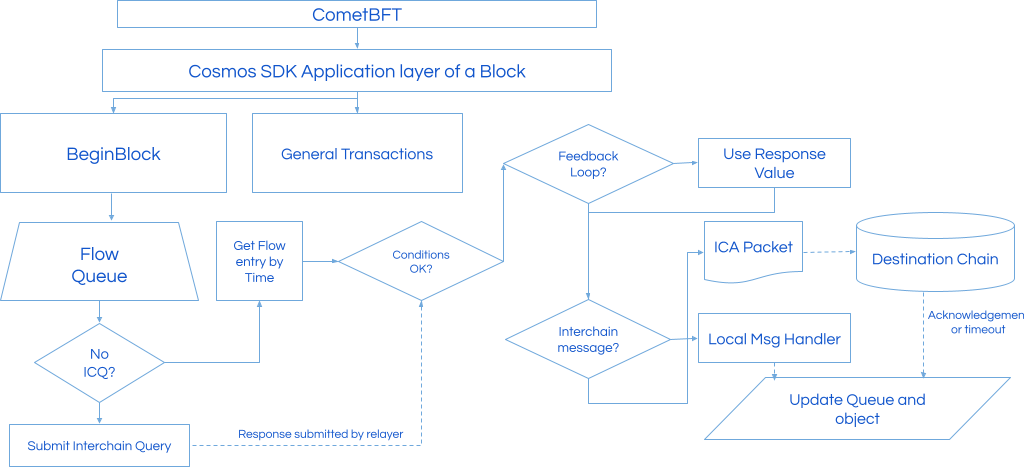 CometBFT
Cosmos SDK Application layer of a Block
BeginBlock
General Transactions
Feedback
Loop?
Use Response
Value
Flow
Queue
Get Flow
entry by
Time
Conditions
OK?
ICA Packet
Destination Chain
Acknowledgemen
or timeout
No
ICQ?
Interchain
message?
Local Msg Handler
Update Queue and
object
Submit Interchain Query
Response submitted by relayer